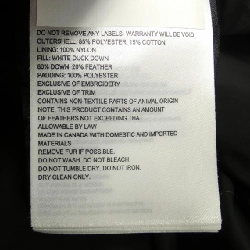 DO NOT REMOVE ANY LABELS: WARRANTY WILL BE VOID
OUTERSHELL: 85% POLYESTER, 15% COTTON
LINING: 100% NYLON
FILL: WHITE DUCK DOWN
80% DOWN 20% FEATHER
PADDING: 100% POLYESTER
EXCLUSIVE OF EMBROIDERY
EXCLUSIVE OF TRIM
CONTAINS NON TEXTILE PARTS OF ANIMAL ORIGIN
NOTE: THIS PRODUCT CONTAINS AN AMOUNT
OF FEATHERS NOT EXCEEDING THAT
ALLOWABLE BY LAW
MADE IN CANADA WITH DOMESTIC AND IMPORTED
MATERIALS
REMOVE FUR IF POSSIBLE.
DO NOT WASH. DO NOT BLEACH.
DO NOT TUMBLE DRY. DO NOT IRON.
DRY CLEAN ONLY.